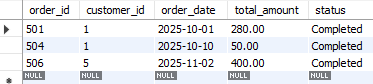 order_id customer_id order_date total_amount status
501 1 2025-10-01 280.00 Completed
504 1 2025-10-10 50.00 Completed
506 5 2025-11-02 400.00 Completed
NULL NULL NULL NULL NULL